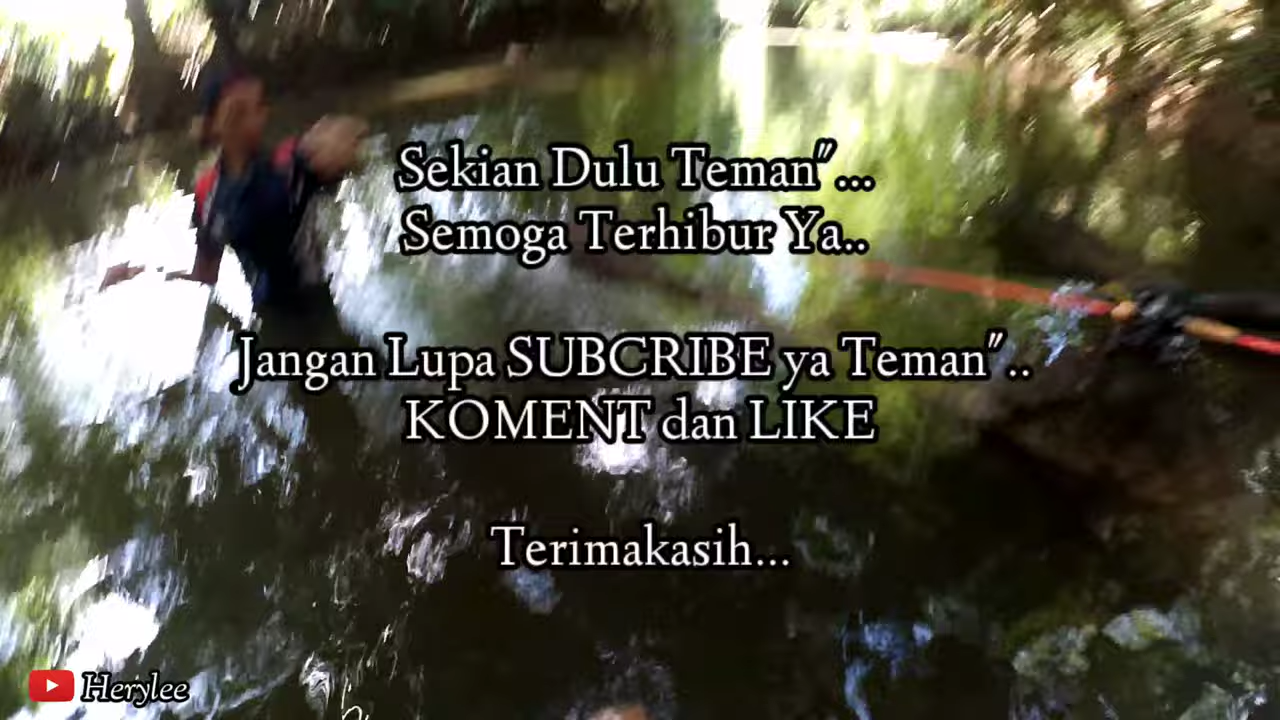 Sekian Dulu Teman"...
Semoga Terhibur Ya..
Jangan Lupa SUBCRIBE ya Teman"..
KOMENT dan LIKE
Terimakasih...
Herylee